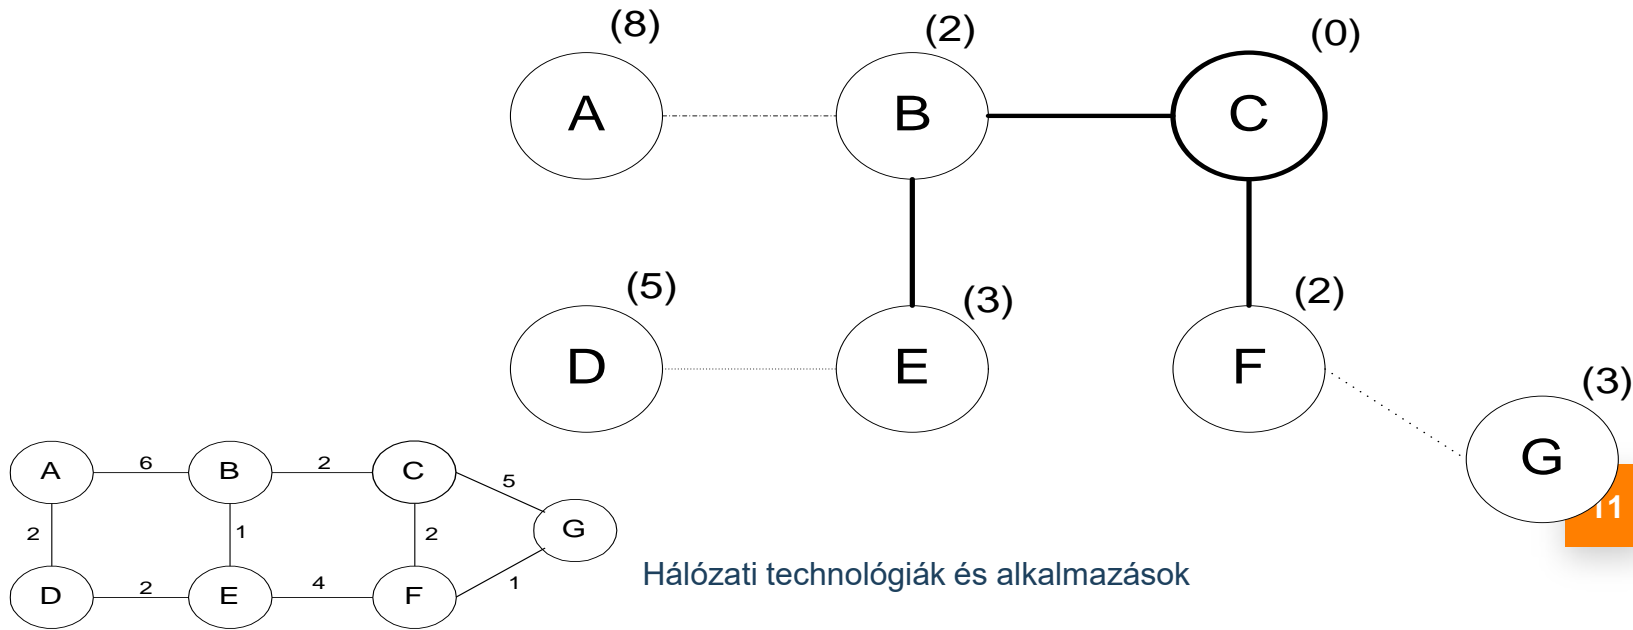 (8) (2) (0)
A B C
(5) (3) (2)
D E F
(3)
G
11
A 6 B 2 C
5
2 1 2 G
D 2 E 4 F 1
Hálózati technológiák és alkalmazások